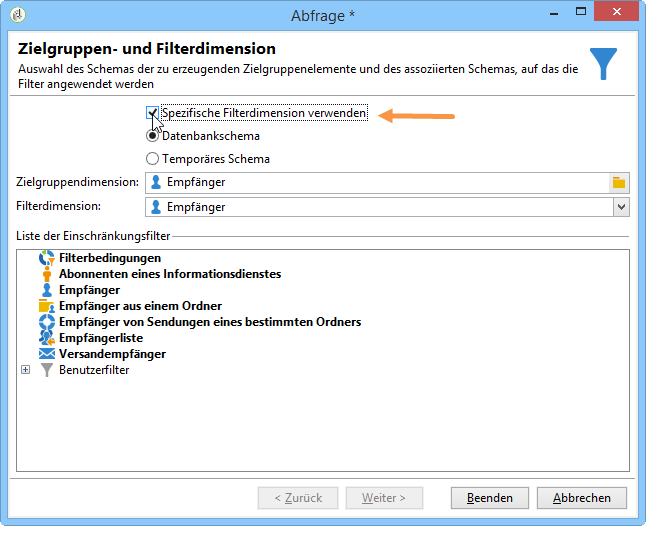 Abfrage *
Zielgruppen- und Filterdimension
Auswahl des Schemas der zu erzeugenden Zielgruppenelemente und des assoziierten Schemas, auf das die
Filter angewendet werden
Spezifische Filterdimension verwenden
Datenbankschema
Temporäres Schema
Zielgruppendimension: Empfänger
Filterdimension: Empfänger
Liste der Einschränkungsfilter
Filterbedingungen
Abonnenten eines Informationsdienstes
Empfänger
Empfänger aus einem Ordner
Empfänger von Sendungen eines bestimmten Ordners
Empfängerliste
Versandempfänger
Benutzerfilter
< Zurück Weiter > Beenden Abbrechen